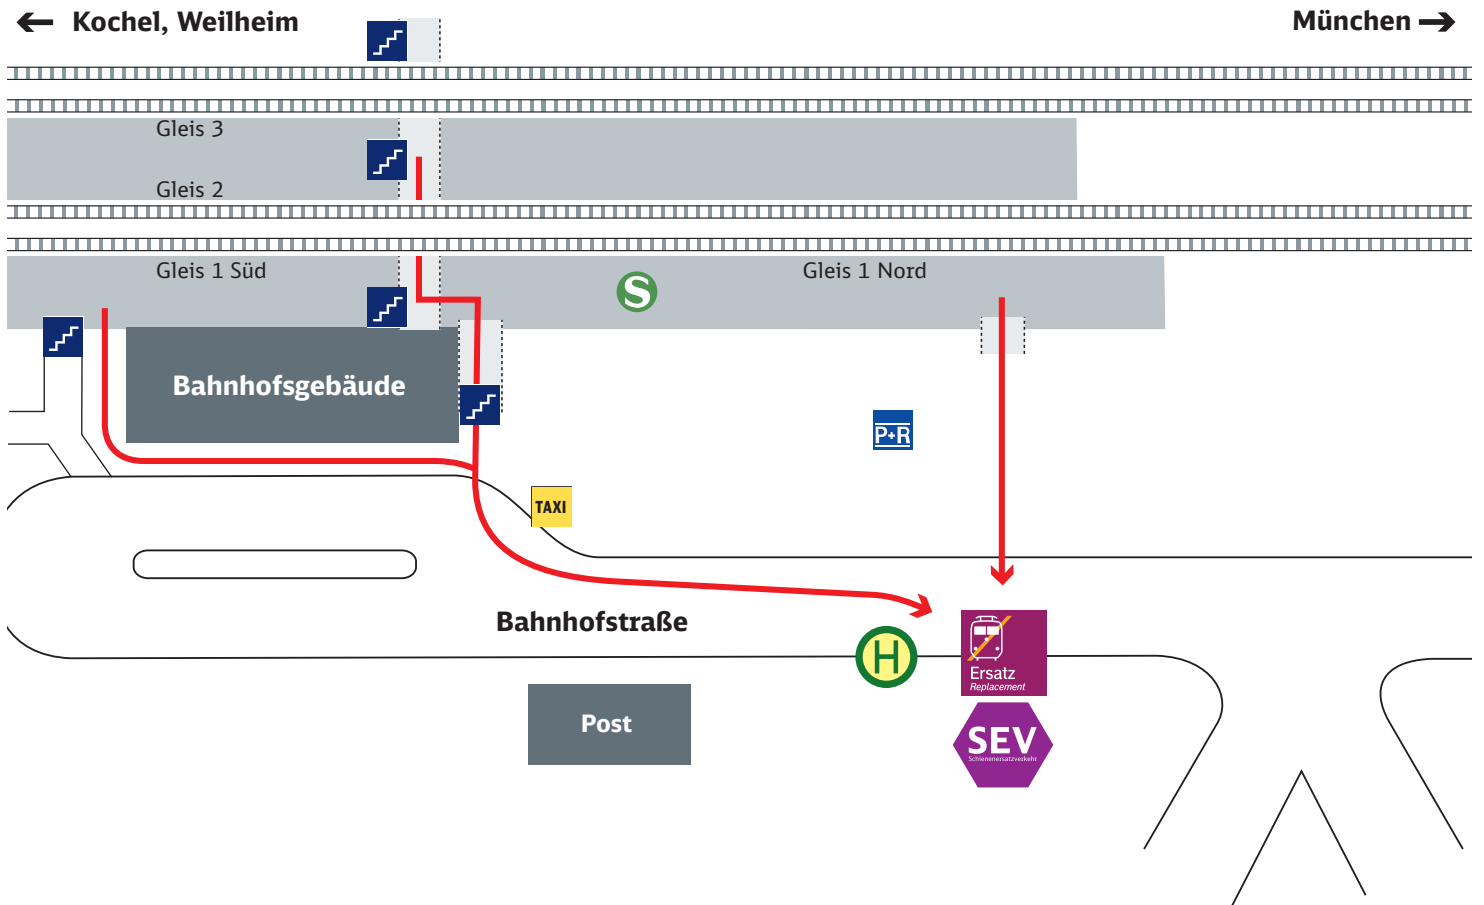 Kochel, Weilheim
München
Gleis 3
Gleis 2
Gleis 1 Süd
Gleis 1 Nord
S
Bahnhofsgebäude
P+R
TAXI
Bahnhofstraße
H
Ersatz
Replacement
Post
SEV
Schienenersatzverkehr